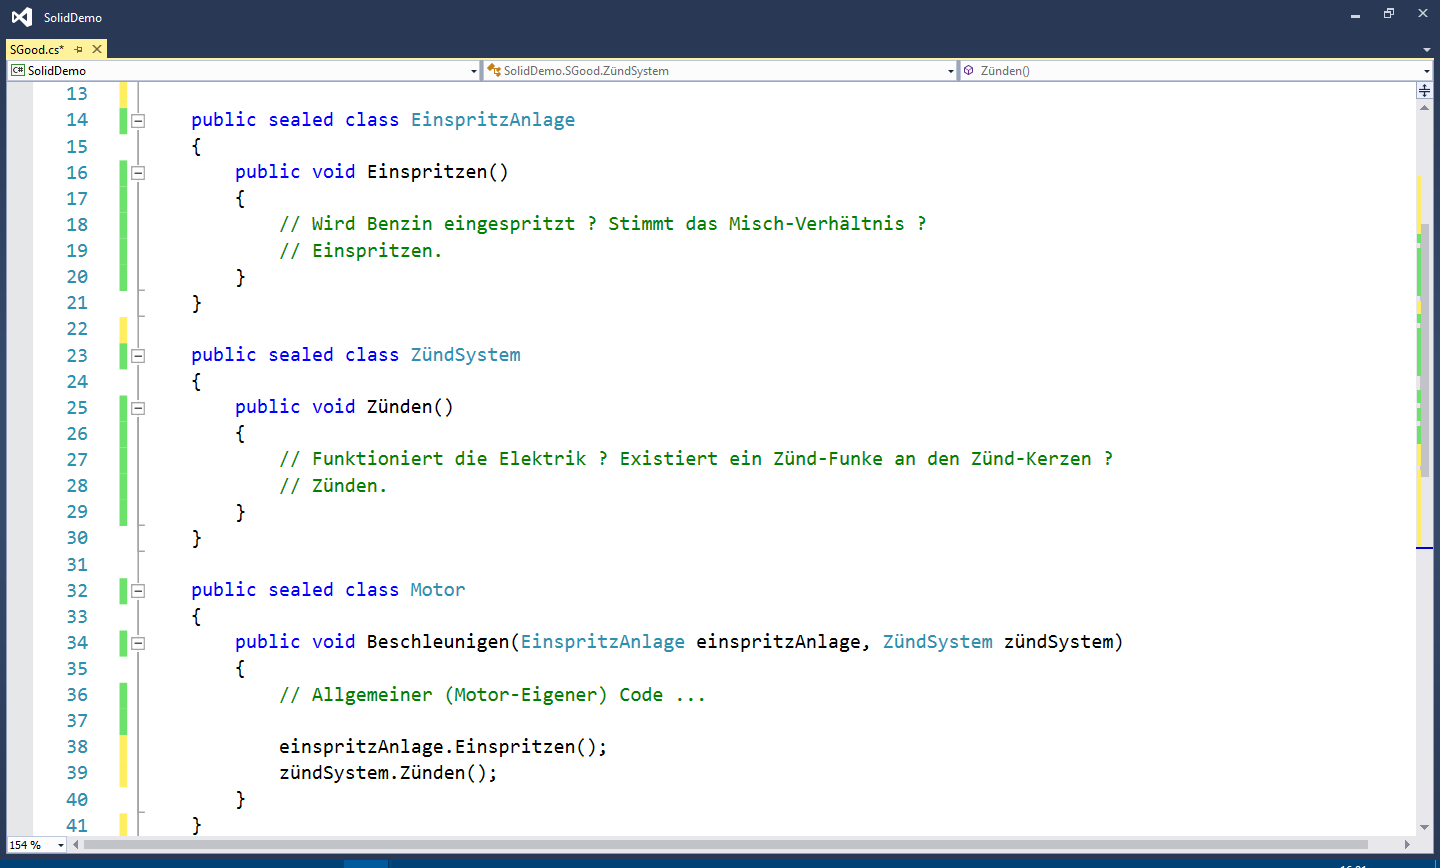 SolidDemo
SGood.cs*
C# SolidDemo SolidDemo.SGood.ZündSystem Zünden()
13
14 public sealed class EinspritzAnlage
15 {
16 public void Einspritzen()
17 {
18 // Wird Benzin eingespritzt ? Stimmt das Misch-Verhältnis ?
19 // Einspritzen.
20 }
21 }
22
23 public sealed class ZündSystem
24 {
25 public void Zünden()
26 {
27 // Funktioniert die Elektrik ? Existiert ein Zünd-Funke an den Zünd-Kerzen ?
28 // Zünden.
29 }
30 }
31
32 public sealed class Motor
33 {
34 public void Beschleunigen(EinspritzAnlage einspritzAnlage, ZündSystem zündSystem)
35 {
36 // Allgemeiner (Motor-Eigener) Code ...
37
38 einspritzAnlage.Einspritzen();
39 zündSystem.Zünden();
40 }
41 }
154 %